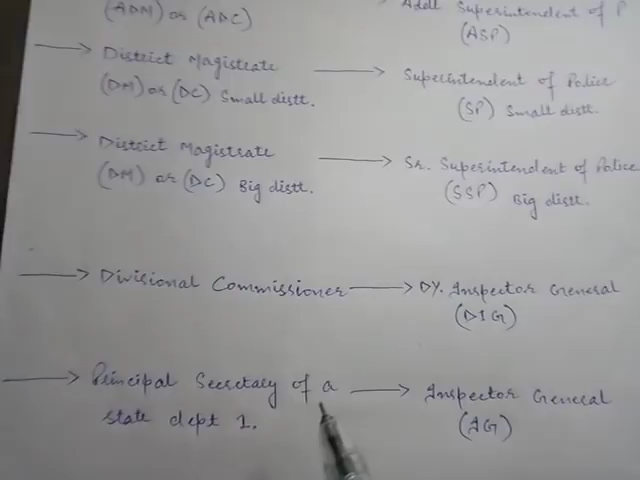 (ADM) or (ADC)
Addl Superintendent of P
(ASP)
District Magistrate
(DM) or (DC) Small distt.
Superintendent of Police
(SP) Small distt.
District Magistrate
(DM) or (DC) Big distt.
Sr. Superintendent of Police
(SSP) Big distt.
Divisional Commissioner
Dy. Inspector General
(DIG)
Principal Secretary of a
state dept 1.
Inspector General
(IG)